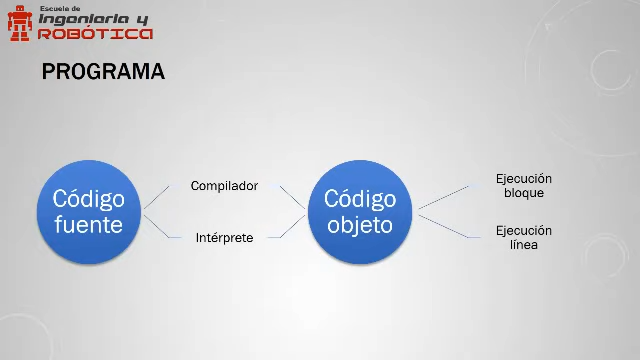 Escuela de
Ingeniería y
ROBÓTICA
PROGRAMA
Código
fuente
Compilador
Intérprete
Código
objeto
Ejecución
bloque
Ejecución
línea